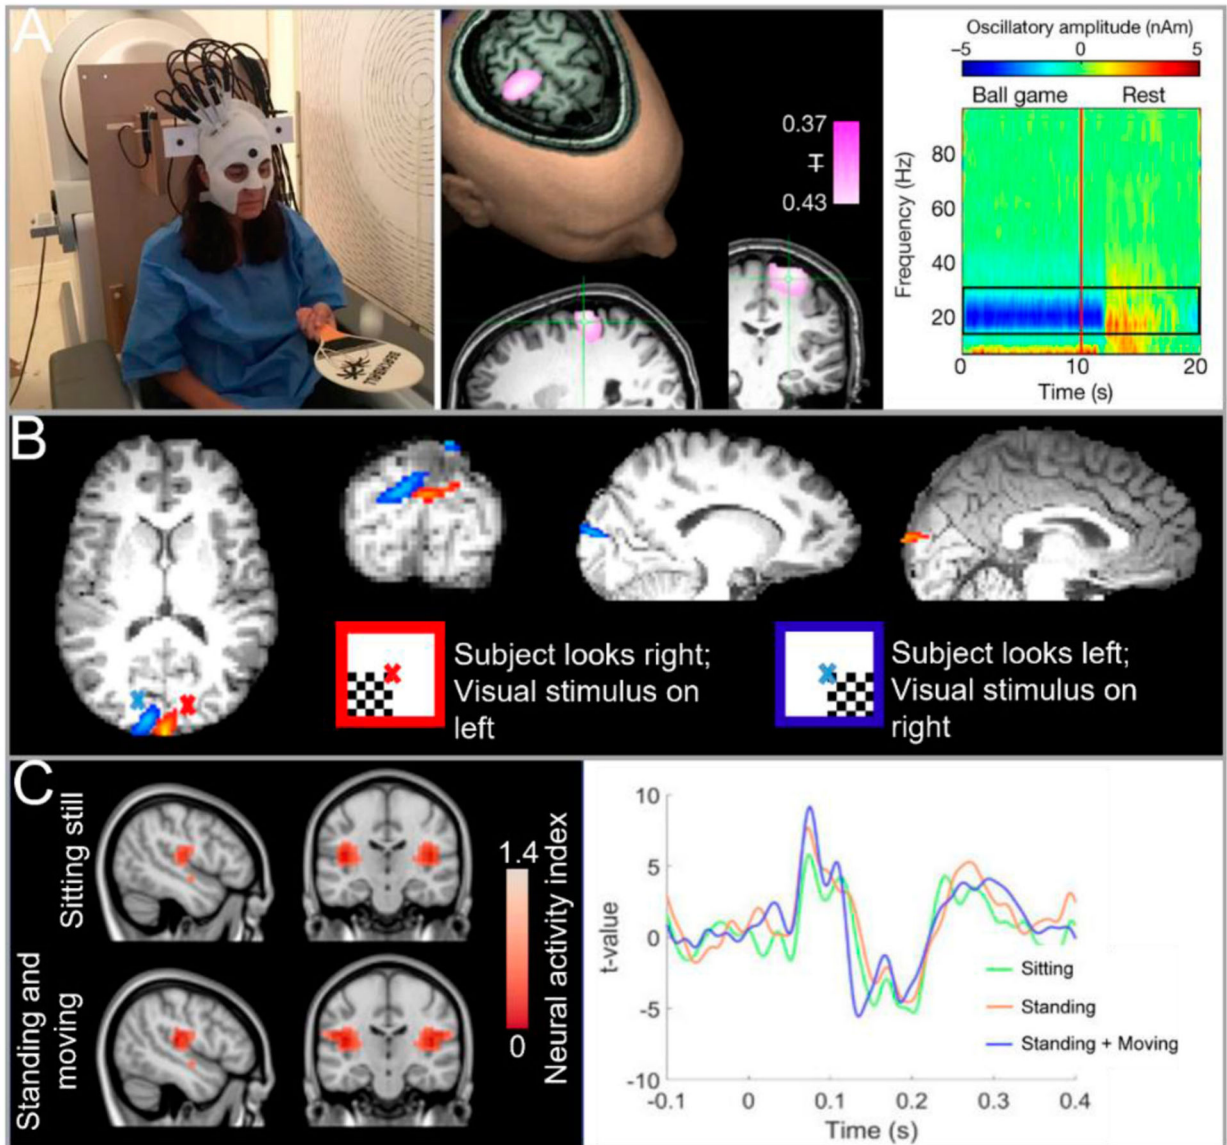 A
Oscillatory amplitude (nAm)
−5 0 5
Ball game Rest
0.37
T
0.43
Frequency (Hz)
80
60
40
20
0 10 20
Time (s)
BEACHBALL
B
Subject looks right;
Visual stimulus on
left
Subject looks left;
Visual stimulus on
right
C
Sitting still
Standing and
moving
1.4
0
Neural activity index
10
5
0
-5
-10
t-value
Sitting
Standing
Standing + Moving
-0.1 0 0.1 0.2 0.3 0.4
Time (s)